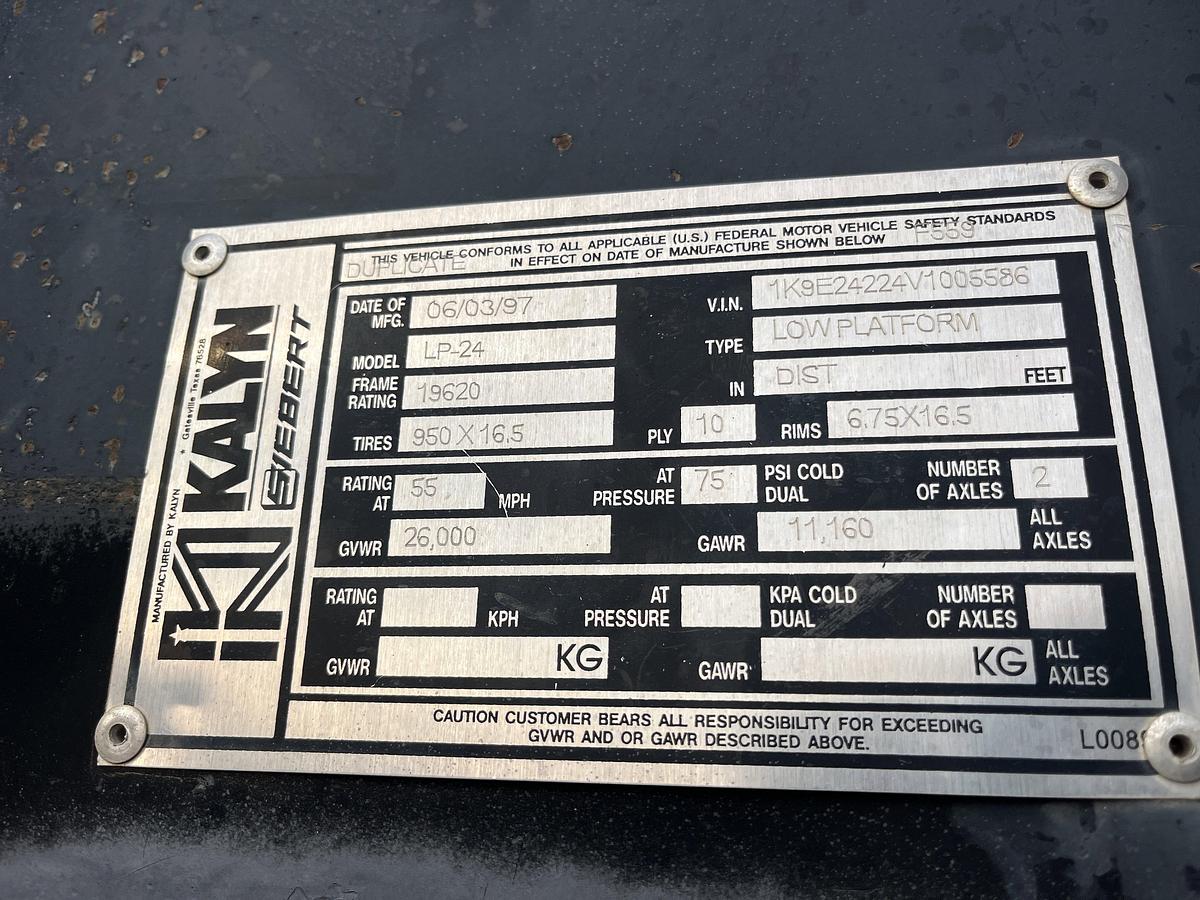 THIS VEHICLE CONFORMS TO ALL APPLICABLE (U.S.) FEDERAL MOTOR VEHICLE SAFETY STANDARDS
IN EFFECT ON DATE OF MANUFACTURE SHOWN BELOW F559
DUPLICATE
DATE OF MFG. 06/03/97 V.I.N. 1K9E24224V1005586
MODEL LP-24 TYPE LOW PLATFORM
FRAME RATING 19620 IN DIST FEET
TIRES 950 X 16.5 PLY 10 RIMS 6.75X16.5
RATING AT 55 MPH AT PRESSURE 75 PSI COLD DUAL NUMBER OF AXLES 2
GVWR 26,000 GAWR 11,160 ALL AXLES
RATING AT KPH AT PRESSURE KPA COLD DUAL NUMBER OF AXLES
GVWR KG GAWR KG ALL AXLES
CAUTION CUSTOMER BEARS ALL RESPONSIBILITY FOR EXCEEDING
GVWR AND OR GAWR DESCRIBED ABOVE.
MANUFACTURED BY KALYN ★ Gatesville Texas 76528
KALYN
SIEBERT